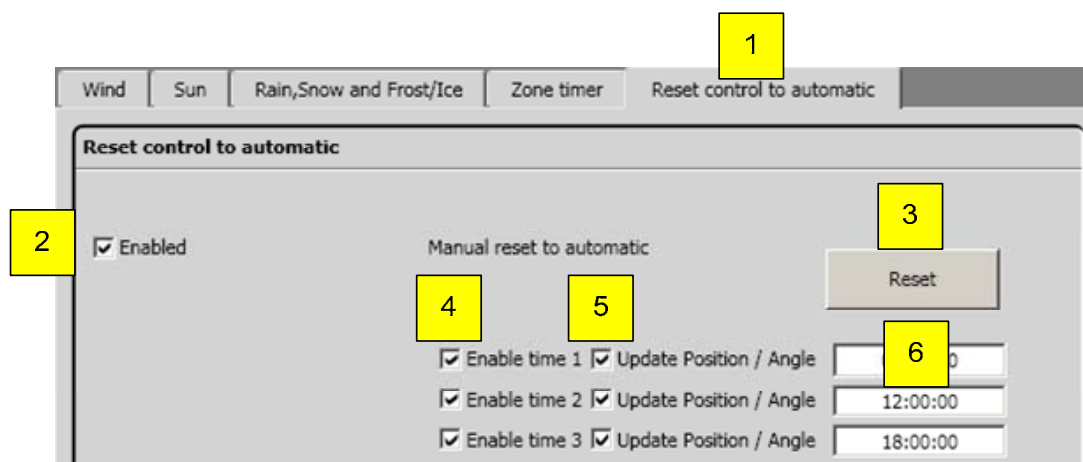 1
Wind Sun Rain,Snow and Frost/Ice Zone timer Reset control to automatic
Reset control to automatic
2 Enabled Manual reset to automatic 3 Reset
4 5
Enable time 1 Update Position / Angle 6
Enable time 2 Update Position / Angle 12:00:00
Enable time 3 Update Position / Angle 18:00:00